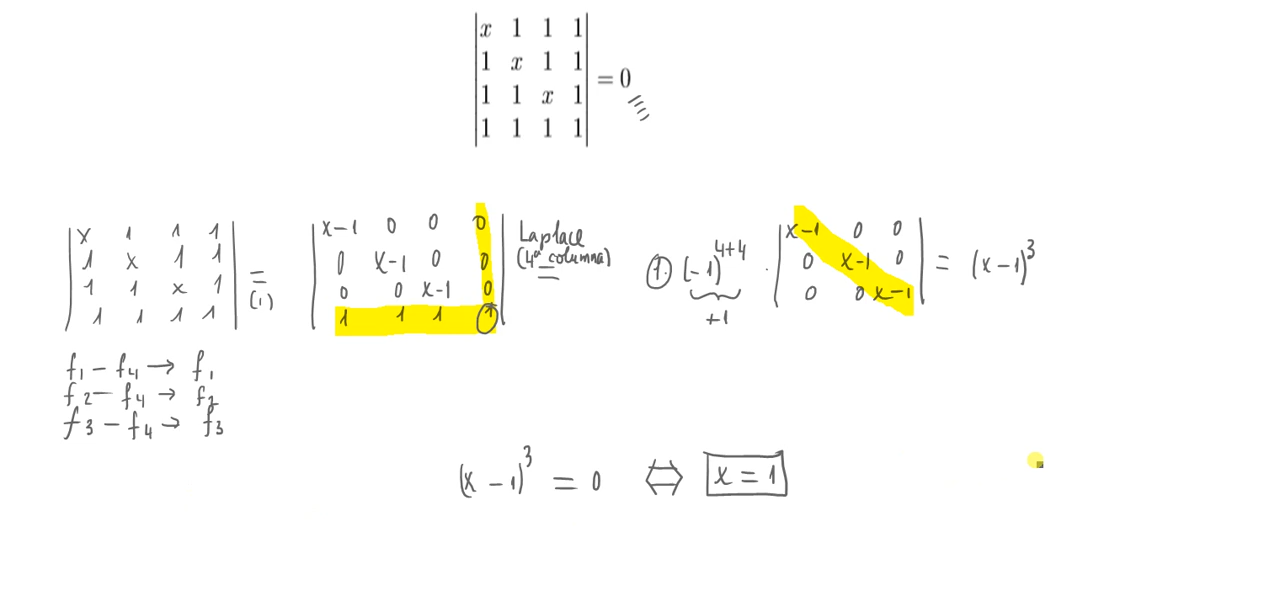 x 1 1 1
1 x 1 1
1 1 x 1 = 0
1 1 1 1
x 1 1 1 | x-1 0 0 0 | Laplace | x-1 0 0
1 x 1 1 = | 0 x-1 0 0 | (4ª columna) 1·(-1)^{4+4} · | 0 x-1 0 | = (x-1)^3
1 1 x 1 (1) | 0 0 x-1 0 | +1 | 0 0 x-1
1 1 1 1 | 1 1 1 1
f₁ - f₄ → f₁
f₂ - f₄ → f₂
f₃ - f₄ → f₃
(x - 1)^3 = 0 ⇔ x = 1